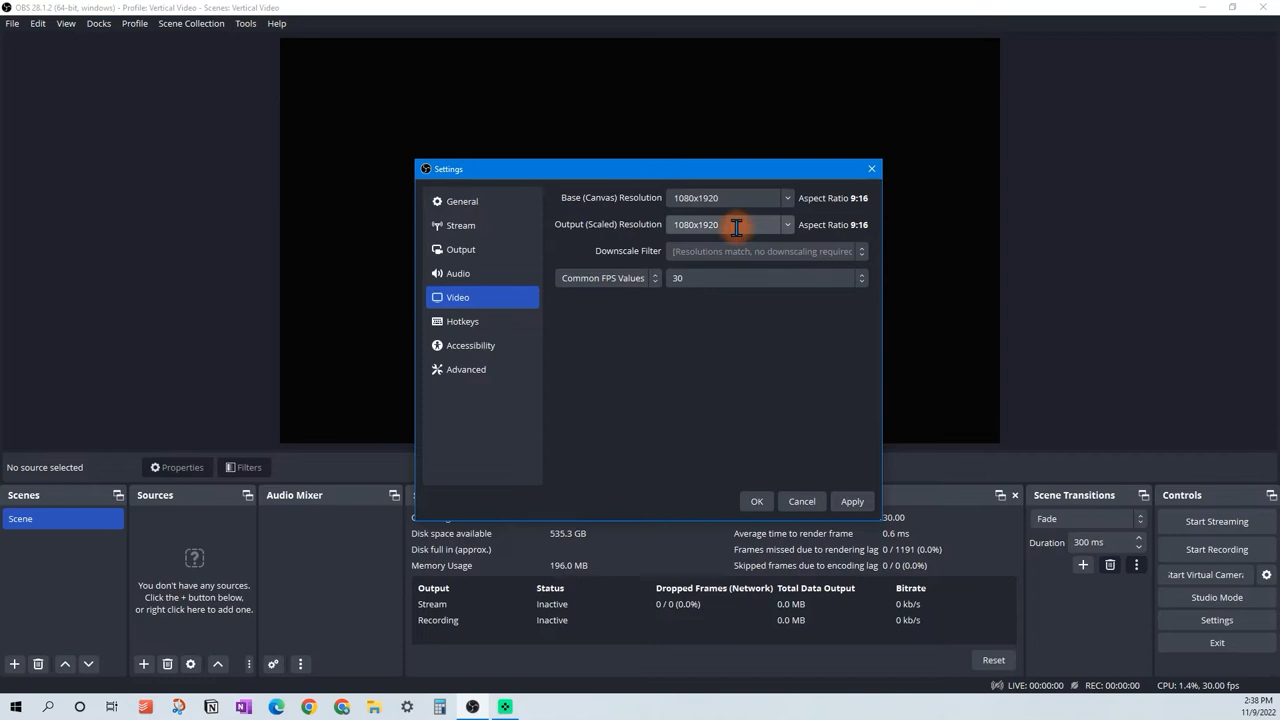 OBS 28.1.2 (64-bit, windows) - Profile: Vertical Video - Scenes: Vertical Video
File Edit View Docks Profile Scene Collection Tools Help
Settings
General
Stream
Output
Audio
Video
Hotkeys
Accessibility
Advanced
Base (Canvas) Resolution 1080x1920 Aspect Ratio 9:16
Output (Scaled) Resolution 1080x1920 Aspect Ratio 9:16
Downscale Filter [Resolutions match, no downscaling required
Common FPS Values 30
OK Cancel Apply
No source selected Properties Filters
Scenes
Scene
Sources
You don't have any sources.
Click the + button below,
or right click here to add one.
Audio Mixer
30.00
Disk space available 535.3 GB Average time to render frame 0.6 ms
Disk full in (approx.) Frames missed due to rendering lag 0 / 1191 (0.0%)
Memory Usage 196.0 MB Skipped frames due to encoding lag 0 / 0 (0.0%)
Output Status Dropped Frames (Network) Total Data Output Bitrate
Stream Inactive 0 / 0 (0.0%) 0.0 MB 0 kb/s
Recording Inactive 0.0 MB 0 kb/s
Reset
Scene Transitions
Fade
Duration 300 ms
Controls
Start Streaming
Start Recording
Start Virtual Camera
Studio Mode
Settings
Exit
LIVE: 00:00:00 REC: 00:00:00 CPU: 1.4%, 30.00 fps
2:38 PM
11/9/2022